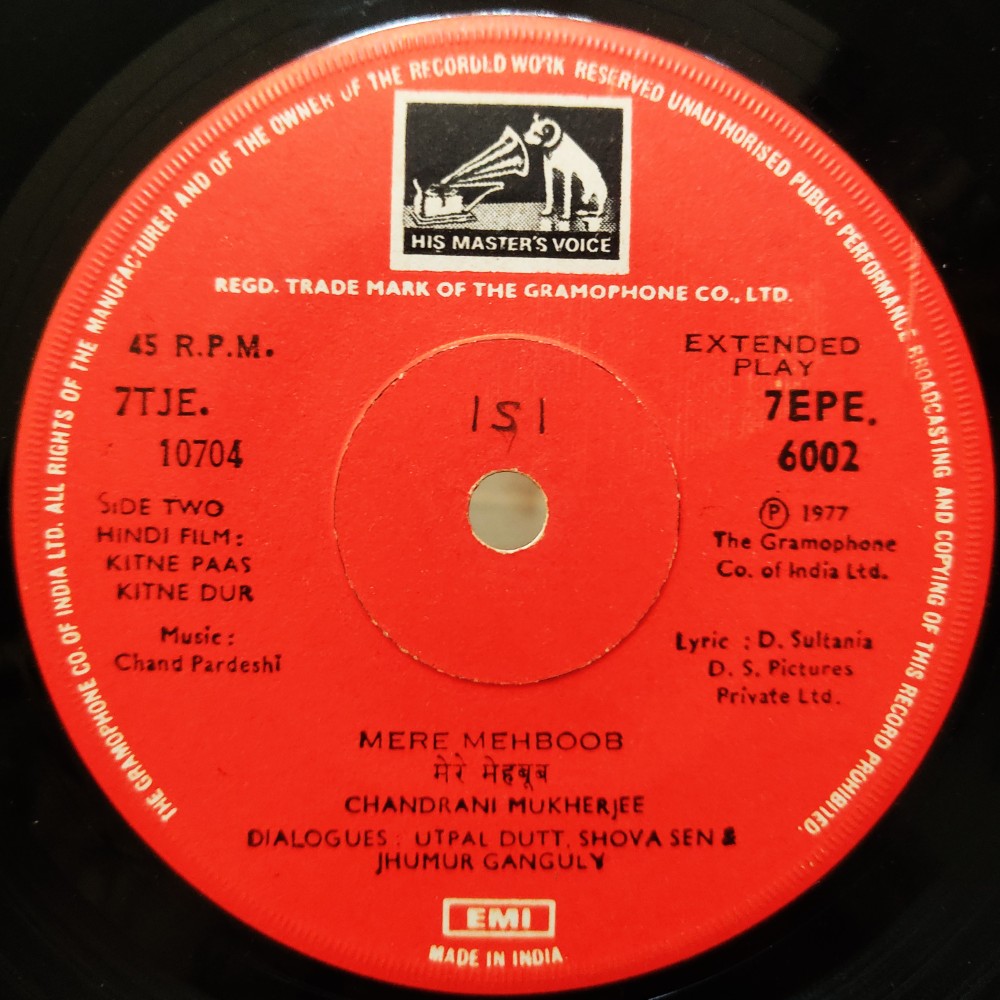 THE GRAMOPHONE CO. OF INDIA LTD. ALL RIGHTS OF THE MANUFACTURER AND OF THE OWNER OF THE RECORDED WORK RESERVED UNAUTHORISED PUBLIC PERFORMANCE BROADCASTING AND COPYING OF THIS RECORD PROHIBITED.
HIS MASTER'S VOICE
REGD. TRADE MARK OF THE GRAMOPHONE CO., LTD.
45 R.P.M.
7TJE.
10704
EXTENDED
PLAY
7EPE.
6002
ISI
SIDE TWO
HINDI FILM:
KITNE PAAS
KITNE DUR
Music:
Chand Pardeshi
℗ 1977
The Gramophone
Co. of India Ltd.
Lyric : D. Sultania
D. S. Pictures
Private Ltd.
MERE MEHBOOB
मेरे मेहबूब
CHANDRANI MUKHERJEE
DIALOGUES : UTPAL DUTT, SHOVA SEN &
JHUMUR GANGULY
EMI
MADE IN INDIA